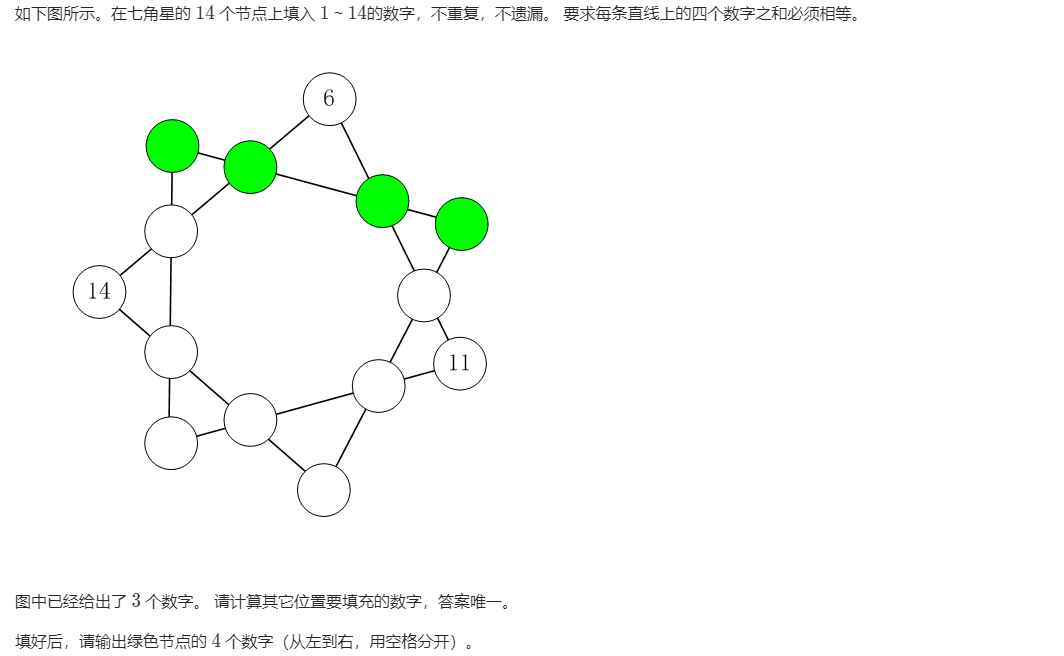 如下图所示。在七角星的 14 个节点上填入 1 ~ 14的数字，不重复，不遗漏。 要求每条直线上的四个数字之和必须相等。
6
14
11
图中已经给出了 3 个数字。 请计算其它位置要填充的数字，答案唯一。
填好后，请输出绿色节点的 4 个数字（从左到右，用空格分开）。